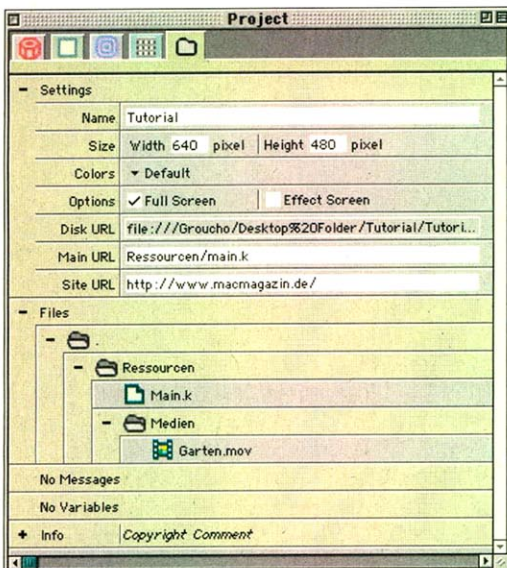 Project
Settings
Name Tutorial
Size Width 640 pixel Height 480 pixel
Colors Default
Options ✓ Full Screen Effect Screen
Disk URL file:///Groucho/Desktop%20Folder/Tutorial/Tutori...
Main URL Ressourcen/main.k
Site URL http://www.macmagazin.de/
Files
.
Ressourcen
Main.k
Medien
Garten.mov
No Messages
No Variables
Info Copyright Comment